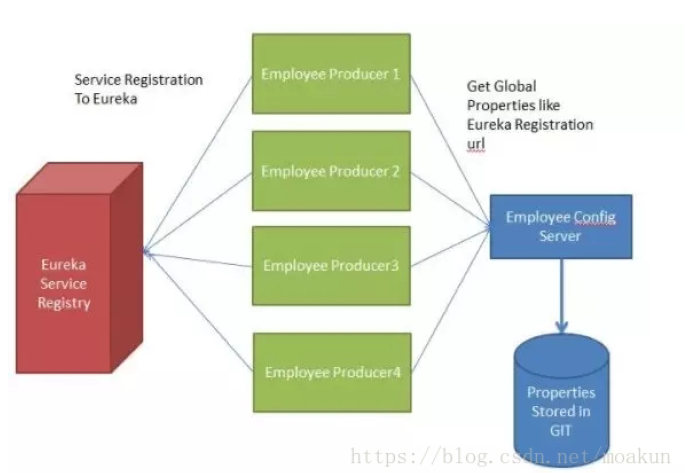 Service Registration
To Eureka
Employee Producer 1
Get Global
Properties like
Eureka Registration
url
Employee Producer 2
Employee Config
Server
Eureka
Service
Registry
Employee Producer3
Employee Producer4
Properties
Stored in
GIT
https://blog.csdn.net/moakun